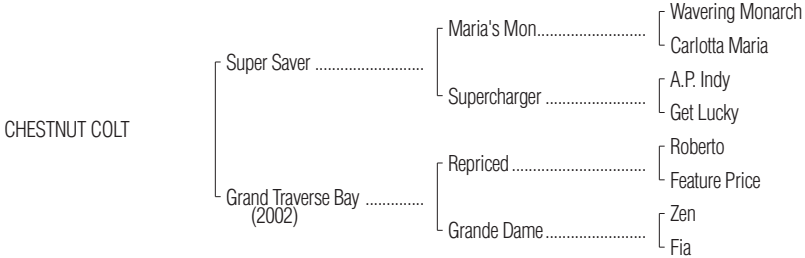 Wavering Monarch
Maria's Mon..........................
Carlotta Maria
Super Saver ..........................
A.P. Indy
Supercharger ........................
Get Lucky
CHESTNUT COLT
Roberto
Repriced ................................
Feature Price
Grand Traverse Bay ..............
(2002)
Zen
Grande Dame........................
Fia